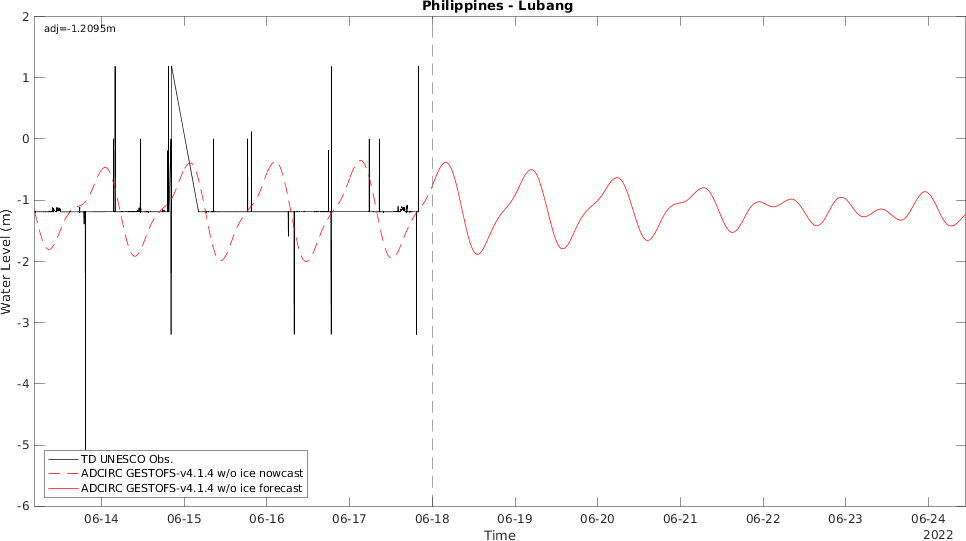 Philippines - Lubang
adj=-1.2095m
2
1
0
-1
-2
-3
-4
-5
-6
Water Level (m)
TD UNESCO Obs.
ADCIRC GESTOFS-v4.1.4 w/o ice nowcast
ADCIRC GESTOFS-v4.1.4 w/o ice forecast
06-14 06-15 06-16 06-17 06-18 06-19 06-20 06-21 06-22 06-23 06-24
Time
2022